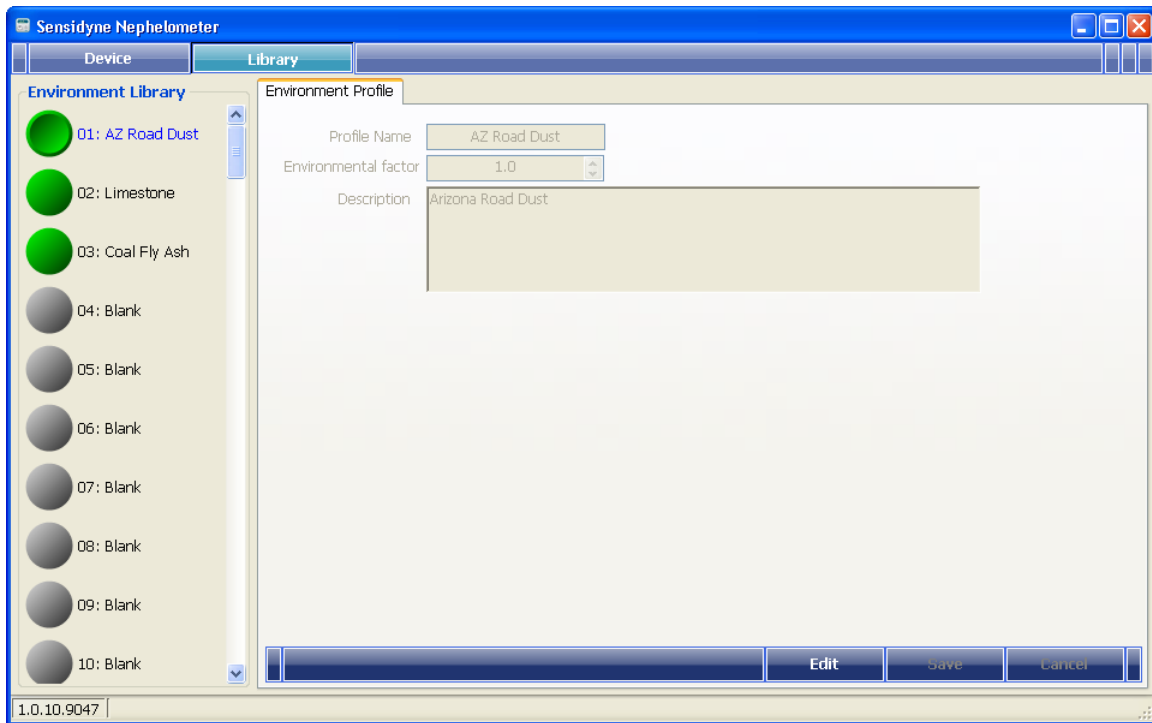 Sensidyne Nephelometer
Device
Library
Environment Library
01: AZ Road Dust
02: Limestone
03: Coal Fly Ash
04: Blank
05: Blank
06: Blank
07: Blank
08: Blank
09: Blank
10: Blank
Environment Profile
Profile Name AZ Road Dust
Environmental factor 1.0
Description Arizona Road Dust
Edit Save Cancel
1.0.10.9047